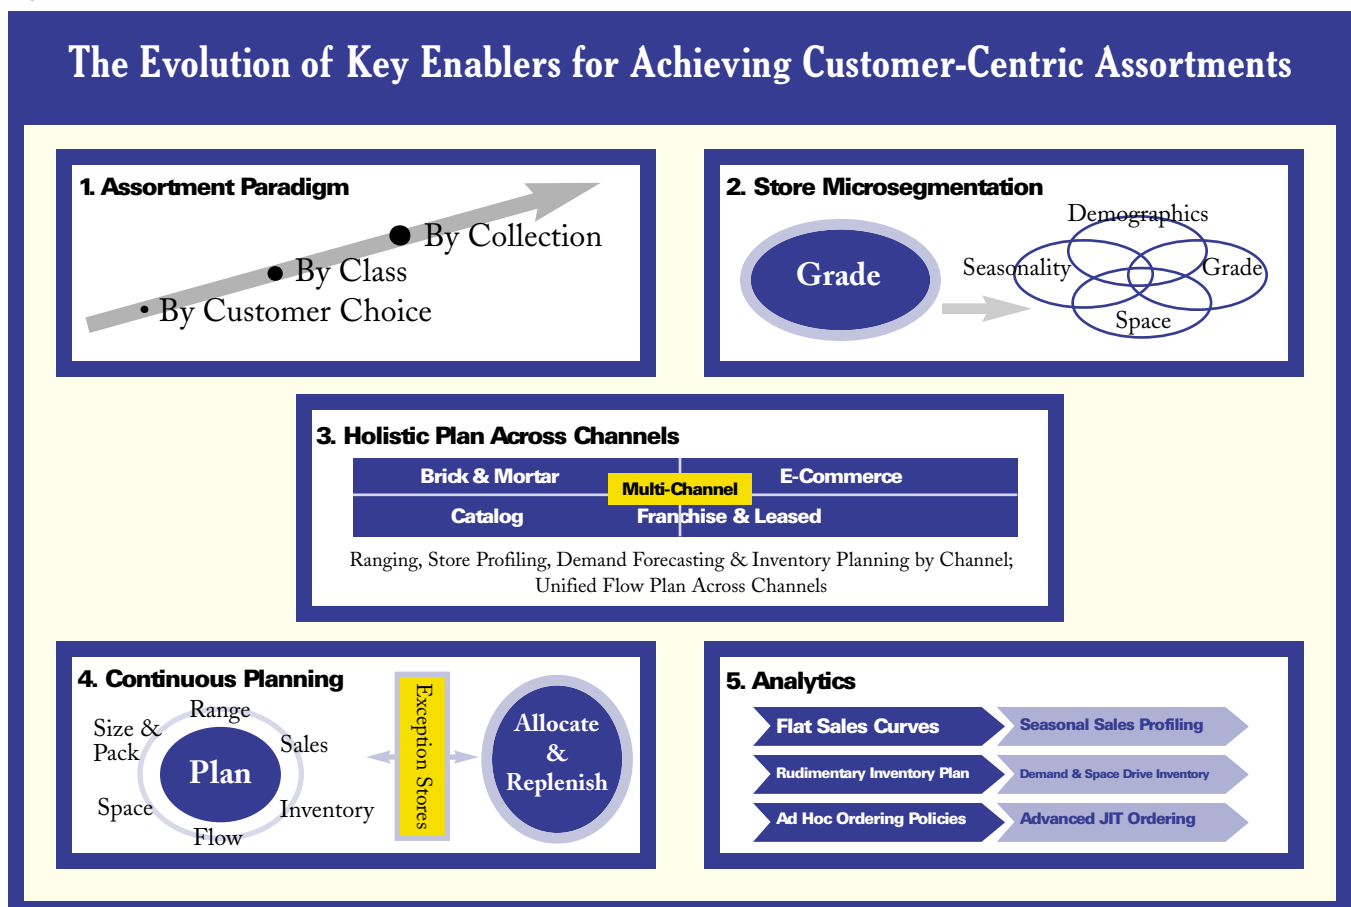 The Evolution of Key Enablers for Achieving Customer-Centric Assortments
1. Assortment Paradigm
By Collection
By Class
By Customer Choice
2. Store Microsegmentation
Grade
Demographics
Seasonality
Grade
Space
3. Holistic Plan Across Channels
Brick & Mortar
E-Commerce
Multi-Channel
Catalog
Franchise & Leased
Ranging, Store Profiling, Demand Forecasting & Inventory Planning by Channel;
Unified Flow Plan Across Channels
4. Continuous Planning
Range
Size &
Pack
Sales
Plan
Space
Inventory
Flow
Exception Stores
Allocate
&
Replenish
5. Analytics
Flat Sales Curves
Seasonal Sales Profiling
Rudimentary Inventory Plan
Demand & Space Drive Inventory
Ad Hoc Ordering Policies
Advanced JIT Ordering